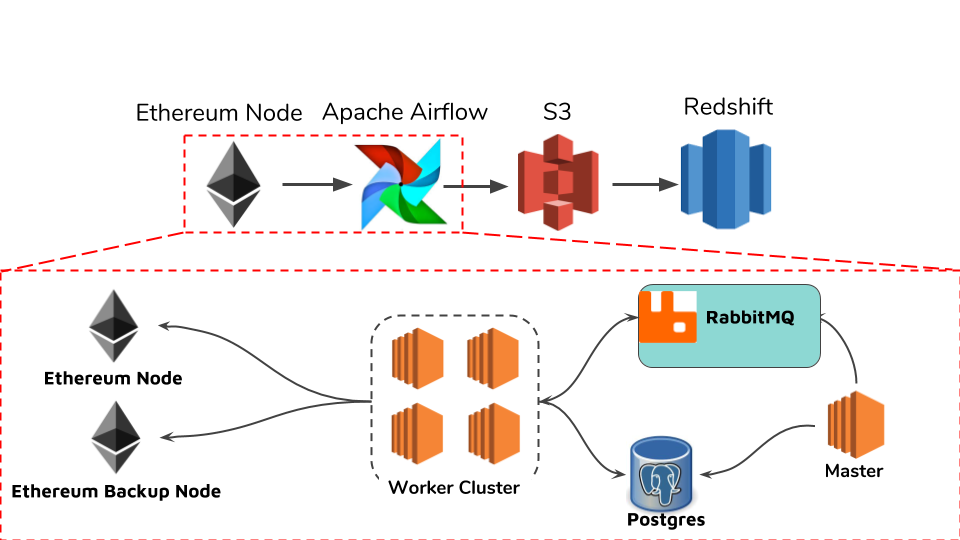 Ethereum Node
Apache Airflow
S3
Redshift
RabbitMQ
Ethereum Node
Master
Worker Cluster
Ethereum Backup Node
Postgres